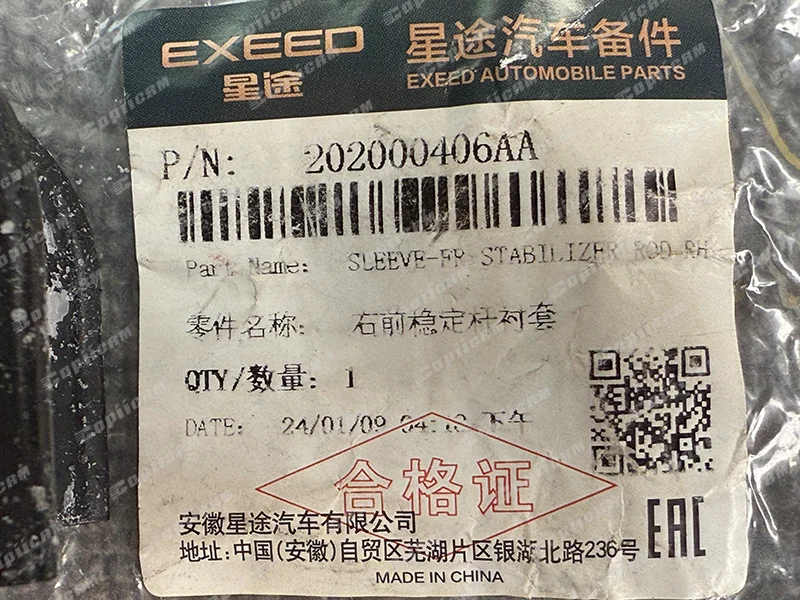 EXEED 星途汽车备件
星途 EXEED AUTOMOBILE PARTS
P/N: 202000406AA
Part Name: SLEEVE-FR STABILIZER ROD RH
零件名称: 右前稳定杆衬套
QTY/数量: 1
DATE: 24/01/09 04:18 下午
合格证
安徽星途汽车有限公司
地址:中国(安徽)自贸区芜湖片区银湖北路236号
EAC
MADE IN CHINA